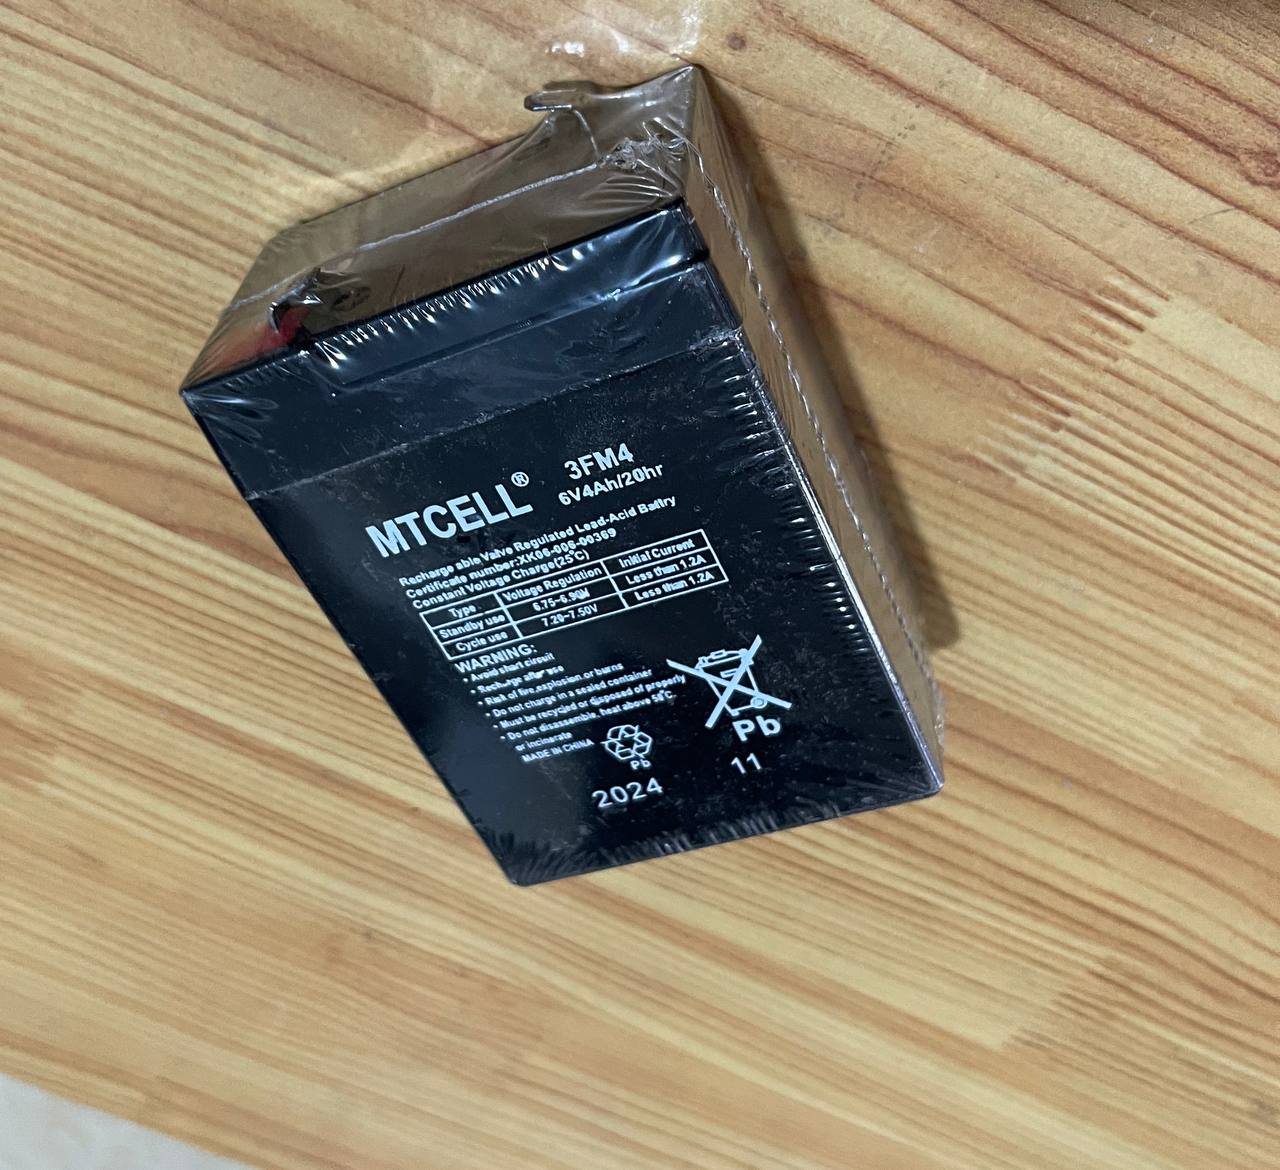 MTCELL®
3FM4
6V4Ah/20hr
Recharge able Valve Regulated Lead-Acid Battry
Certificate number:XK06-006-00369
Constant Voltage Charge(25°C)
Type Voltage Regulation Initial Current
Standby use 6.75~6.90V Less than 1.2A
Cycle use 7.20~7.50V Less than 1.2A
WARNING:
• Avoid short circuit
• Recharge after use
• Risk of fire,explosion,or burns
• Do not charge in a sealed container
• Must be recycled or disposed of properly
• Do not disassemble, heat above 50°C,
or incinerate
MADE IN CHINA
Pb
Pb
2024 11